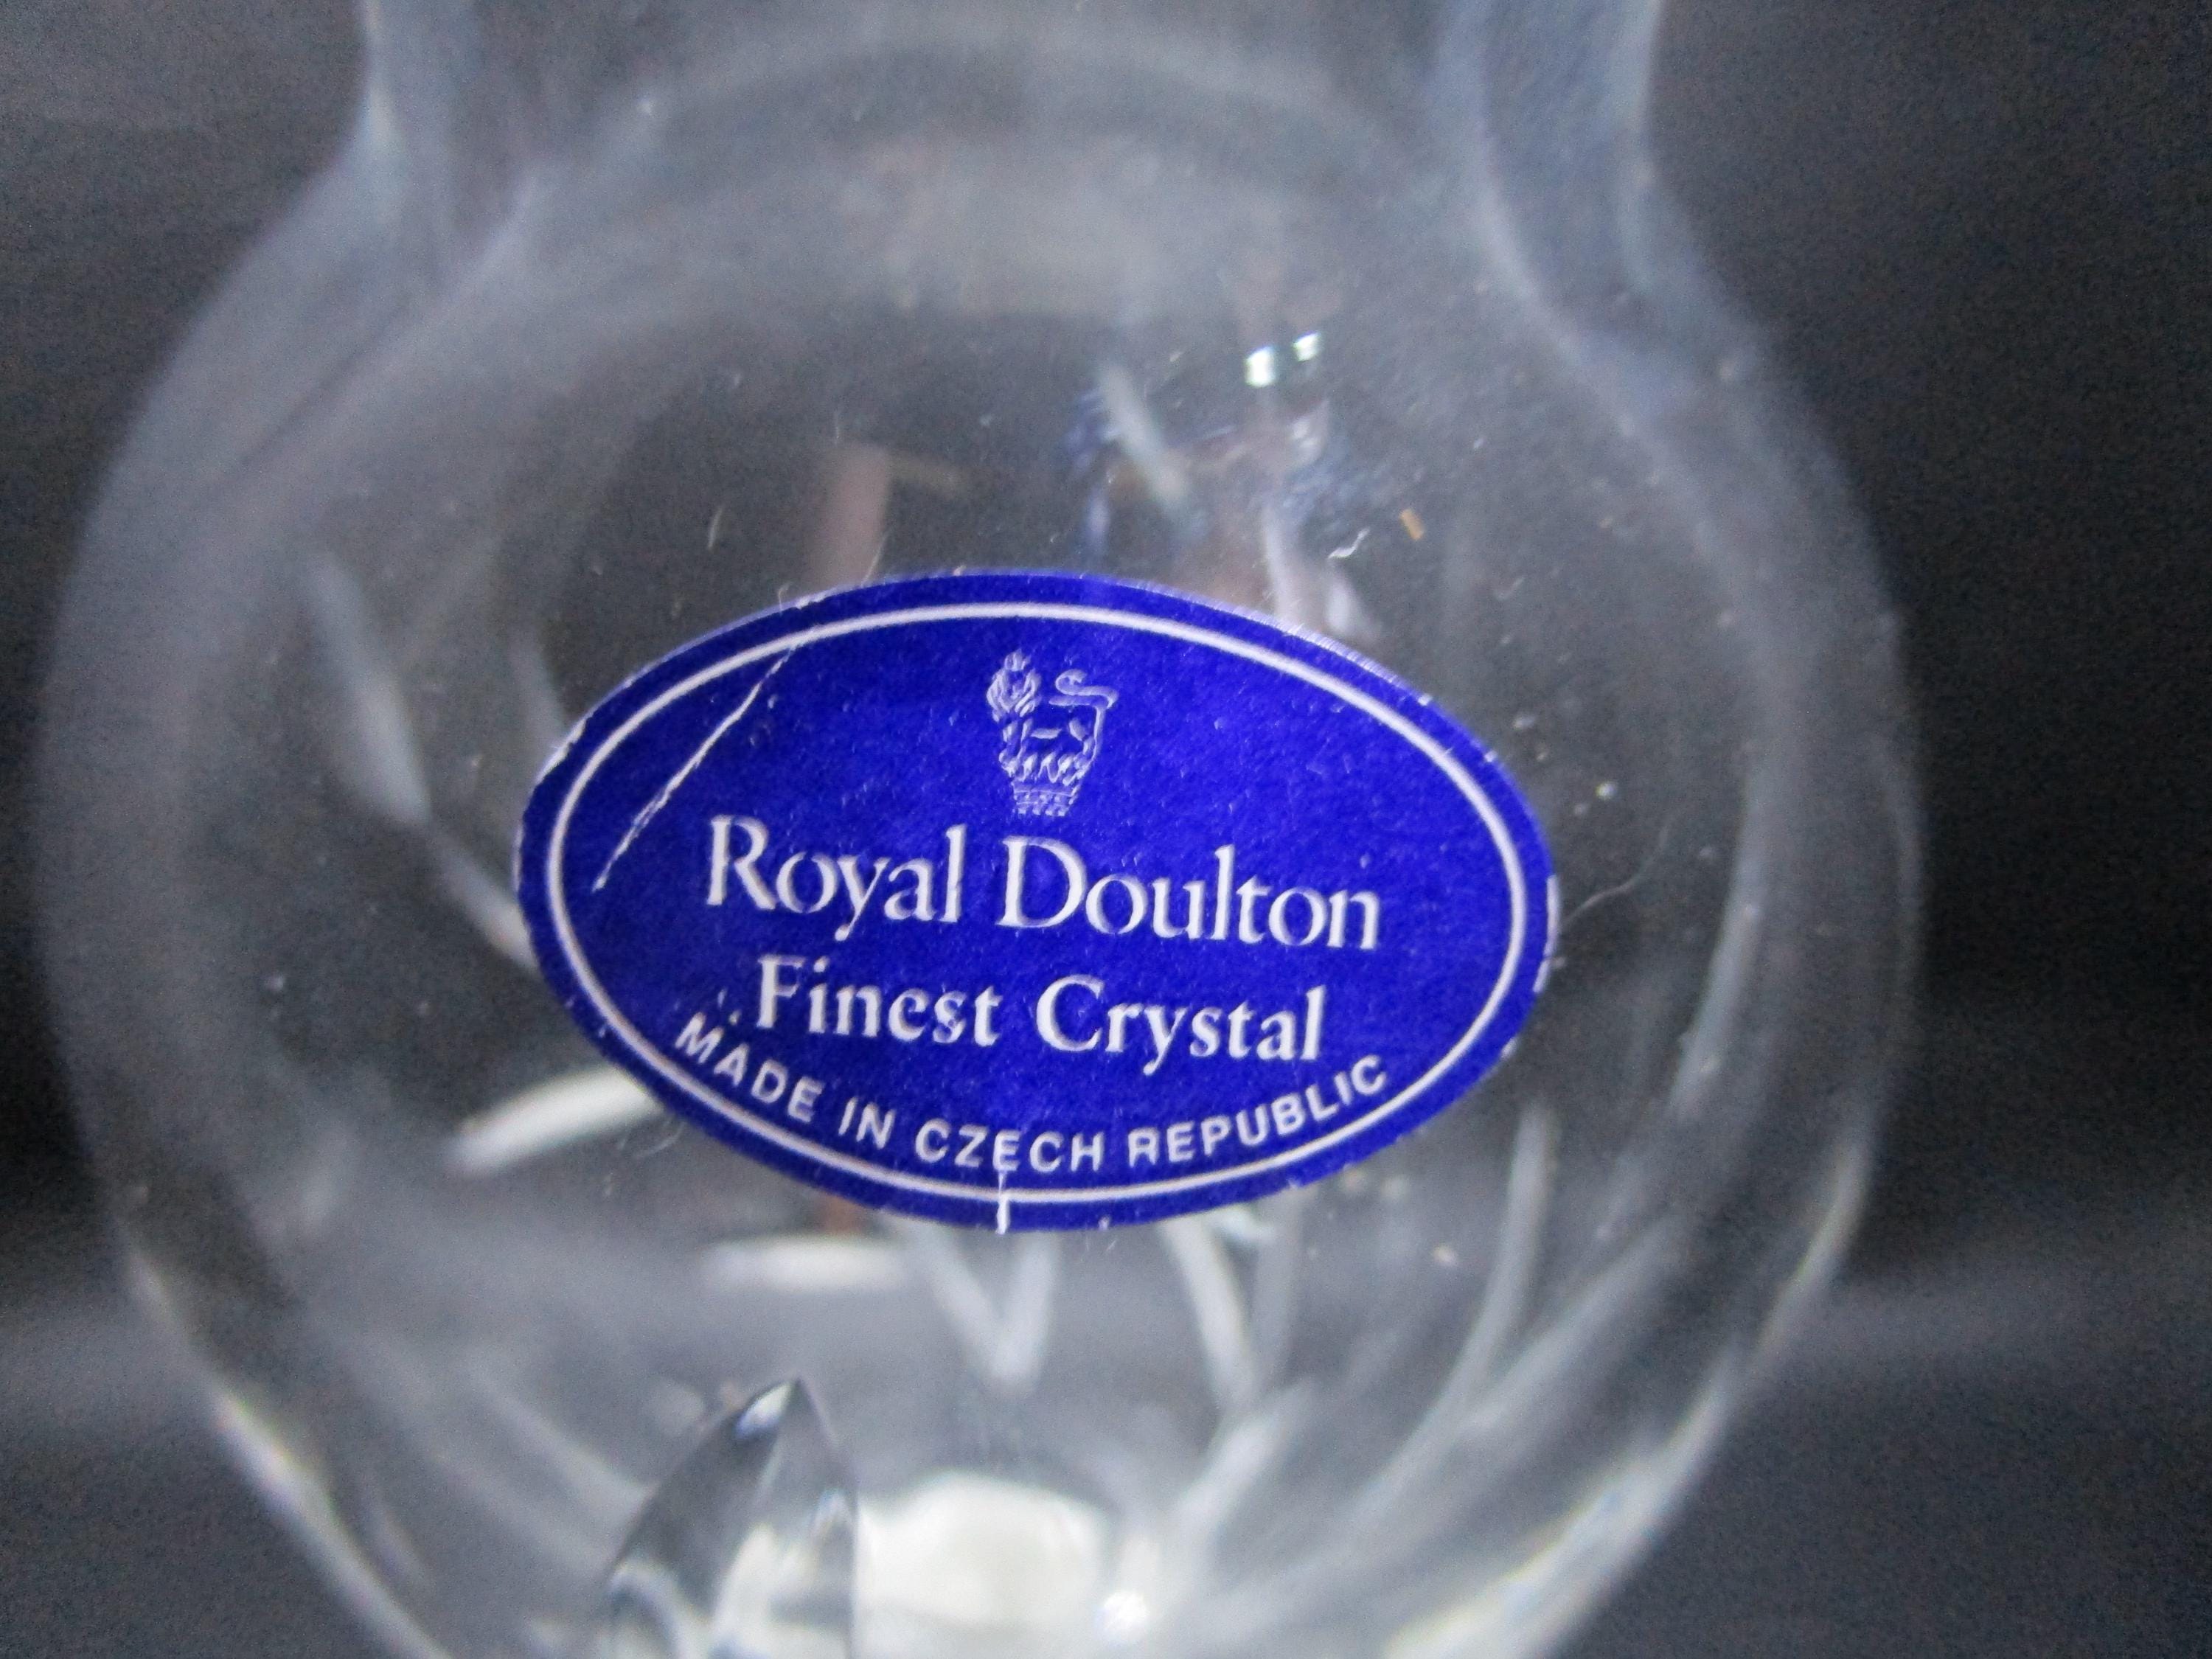 Royal Doulton
Finest Crystal
MADE IN CZECH REPUBLIC